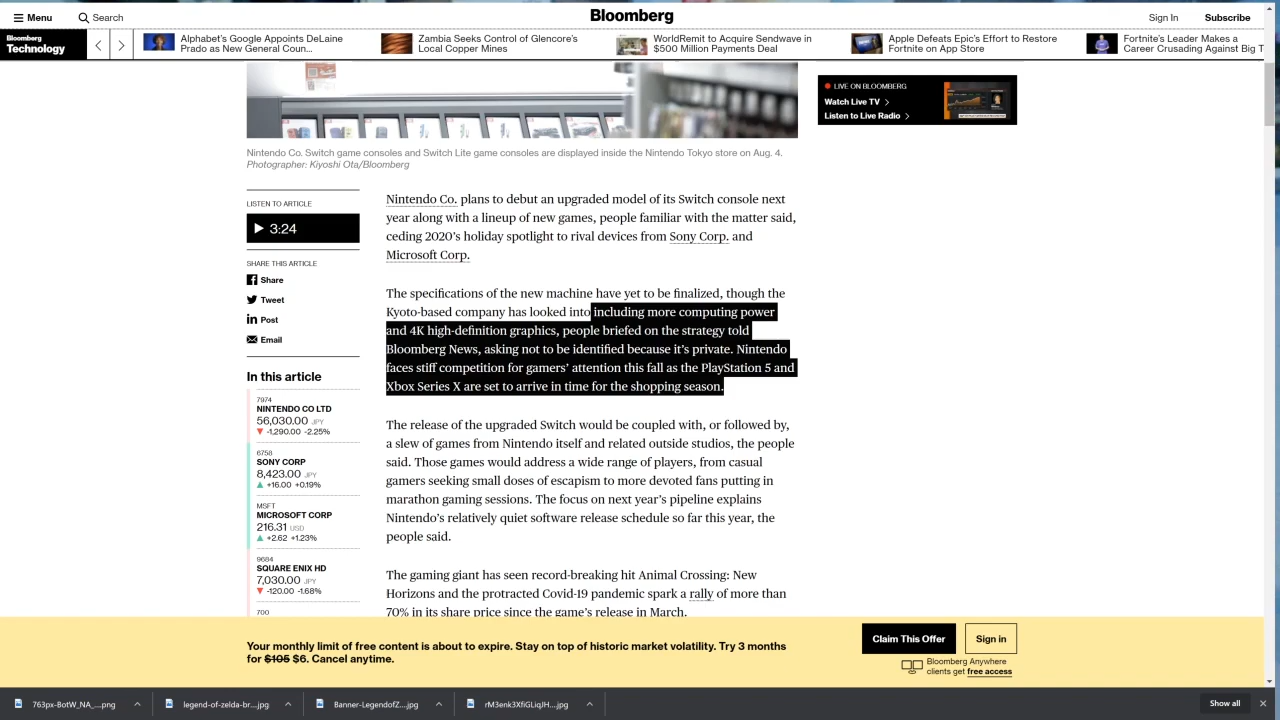 Menu
Search
Bloomberg
Sign In
Subscribe
Bloomberg
Technology
Alphabet's Google Appoints DeLaine
Prado as New General Coun...
Zambia Seeks Control of Glencore's
Local Copper Mines
WorldRemit to Acquire Sendwave in
$500 Million Payments Deal
Apple Defeats Epic's Effort to Restore
Fortnite on App Store
Fortnite's Leader Makes a
Career Crusading Against Big T
LIVE ON BLOOMBERG
Watch Live TV
Listen to Live Radio
Nintendo Co. Switch game consoles and Switch Lite game consoles are displayed inside the Nintendo Tokyo store on Aug. 4.
Photographer: Kiyoshi Ota/Bloomberg
LISTEN TO ARTICLE
3:24
SHARE THIS ARTICLE
Share
Tweet
Post
Email
In this article
7974
NINTENDO CO LTD
56,030.00 JPY
-1,290.00 -2.25%
6758
SONY CORP
8,423.00 JPY
+16.00 +0.19%
MSFT
MICROSOFT CORP
216.31 USD
+2.62 +1.23%
9684
SQUARE ENIX HD
7,030.00 JPY
-120.00 -1.68%
700
Nintendo Co. plans to debut an upgraded model of its Switch console next
year along with a lineup of new games, people familiar with the matter said,
ceding 2020's holiday spotlight to rival devices from Sony Corp. and
Microsoft Corp.
The specifications of the new machine have yet to be finalized, though the
Kyoto-based company has looked into including more computing power
and 4K high-definition graphics, people briefed on the strategy told
Bloomberg News, asking not to be identified because it's private. Nintendo
faces stiff competition for gamers' attention this fall as the PlayStation 5 and
Xbox Series X are set to arrive in time for the shopping season.
The release of the upgraded Switch would be coupled with, or followed by,
a slew of games from Nintendo itself and related outside studios, the people
said. Those games would address a wide range of players, from casual
gamers seeking small doses of escapism to more devoted fans putting in
marathon gaming sessions. The focus on next year's pipeline explains
Nintendo's relatively quiet software release schedule so far this year, the
people said.
The gaming giant has seen record-breaking hit Animal Crossing: New
Horizons and the protracted Covid-19 pandemic spark a rally of more than
70% in its share price since the game's release in March.
Your monthly limit of free content is about to expire. Stay on top of historic market volatility. Try 3 months
for $105 $6. Cancel anytime.
Claim This Offer
Sign in
Bloomberg Anywhere
clients get free access
763px-BotW_NA_....png
legend-of-zelda-br....jpg
Banner-LegendofZ....jpg
rM3enk3XfiGLiqJH....jpg
Show all